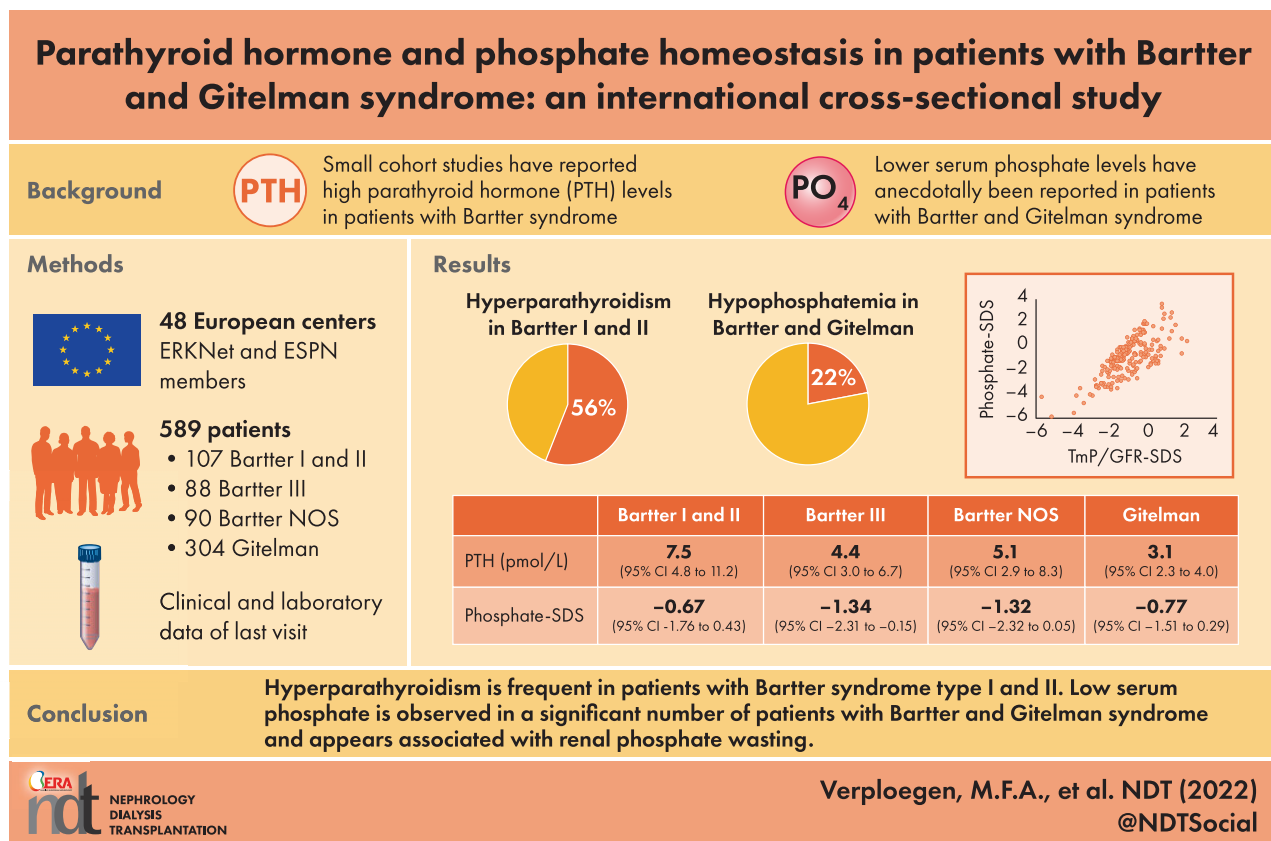 Parathyroid hormone and phosphate homeostasis in patients with Bartter
and Gitelman syndrome: an international cross-sectional study
Background
PTH
Small cohort studies have reported
high parathyroid hormone (PTH) levels
in patients with Bartter syndrome
PO4
Lower serum phosphate levels have
anecdotally been reported in patients
with Bartter and Gitelman syndrome
Methods
48 European centers
ERKNet and ESPN
members
589 patients
• 107 Bartter I and II
• 88 Bartter III
• 90 Bartter NOS
• 304 Gitelman
Clinical and laboratory
data of last visit
Results
Hyperparathyroidism
in Bartter I and II
56%
Hypophosphatemia in
Bartter and Gitelman
22%
Phosphate-SDS
4
2
0
−2
−4
−6
−6 −4 −2 0 2 4
TmP/GFR-SDS
Bartter I and II Bartter III Bartter NOS Gitelman
PTH (pmol/L)
7.5 4.4 5.1 3.1
(95% CI 4.8 to 11.2) (95% CI 3.0 to 6.7) (95% CI 2.9 to 8.3) (95% CI 2.3 to 4.0)
Phosphate-SDS
−0.67 −1.34 −1.32 −0.77
(95% CI -1.76 to 0.43) (95% CI −2.31 to −0.15) (95% CI −2.32 to 0.05) (95% CI −1.51 to 0.29)
Conclusion
Hyperparathyroidism is frequent in patients with Bartter syndrome type I and II. Low serum
phosphate is observed in a significant number of patients with Bartter and Gitelman syndrome
and appears associated with renal phosphate wasting.
ERA
ndt
NEPHROLOGY
DIALYSIS
TRANSPLANTATION
Verploegen, M.F.A., et al. NDT (2022)
@NDTSocial